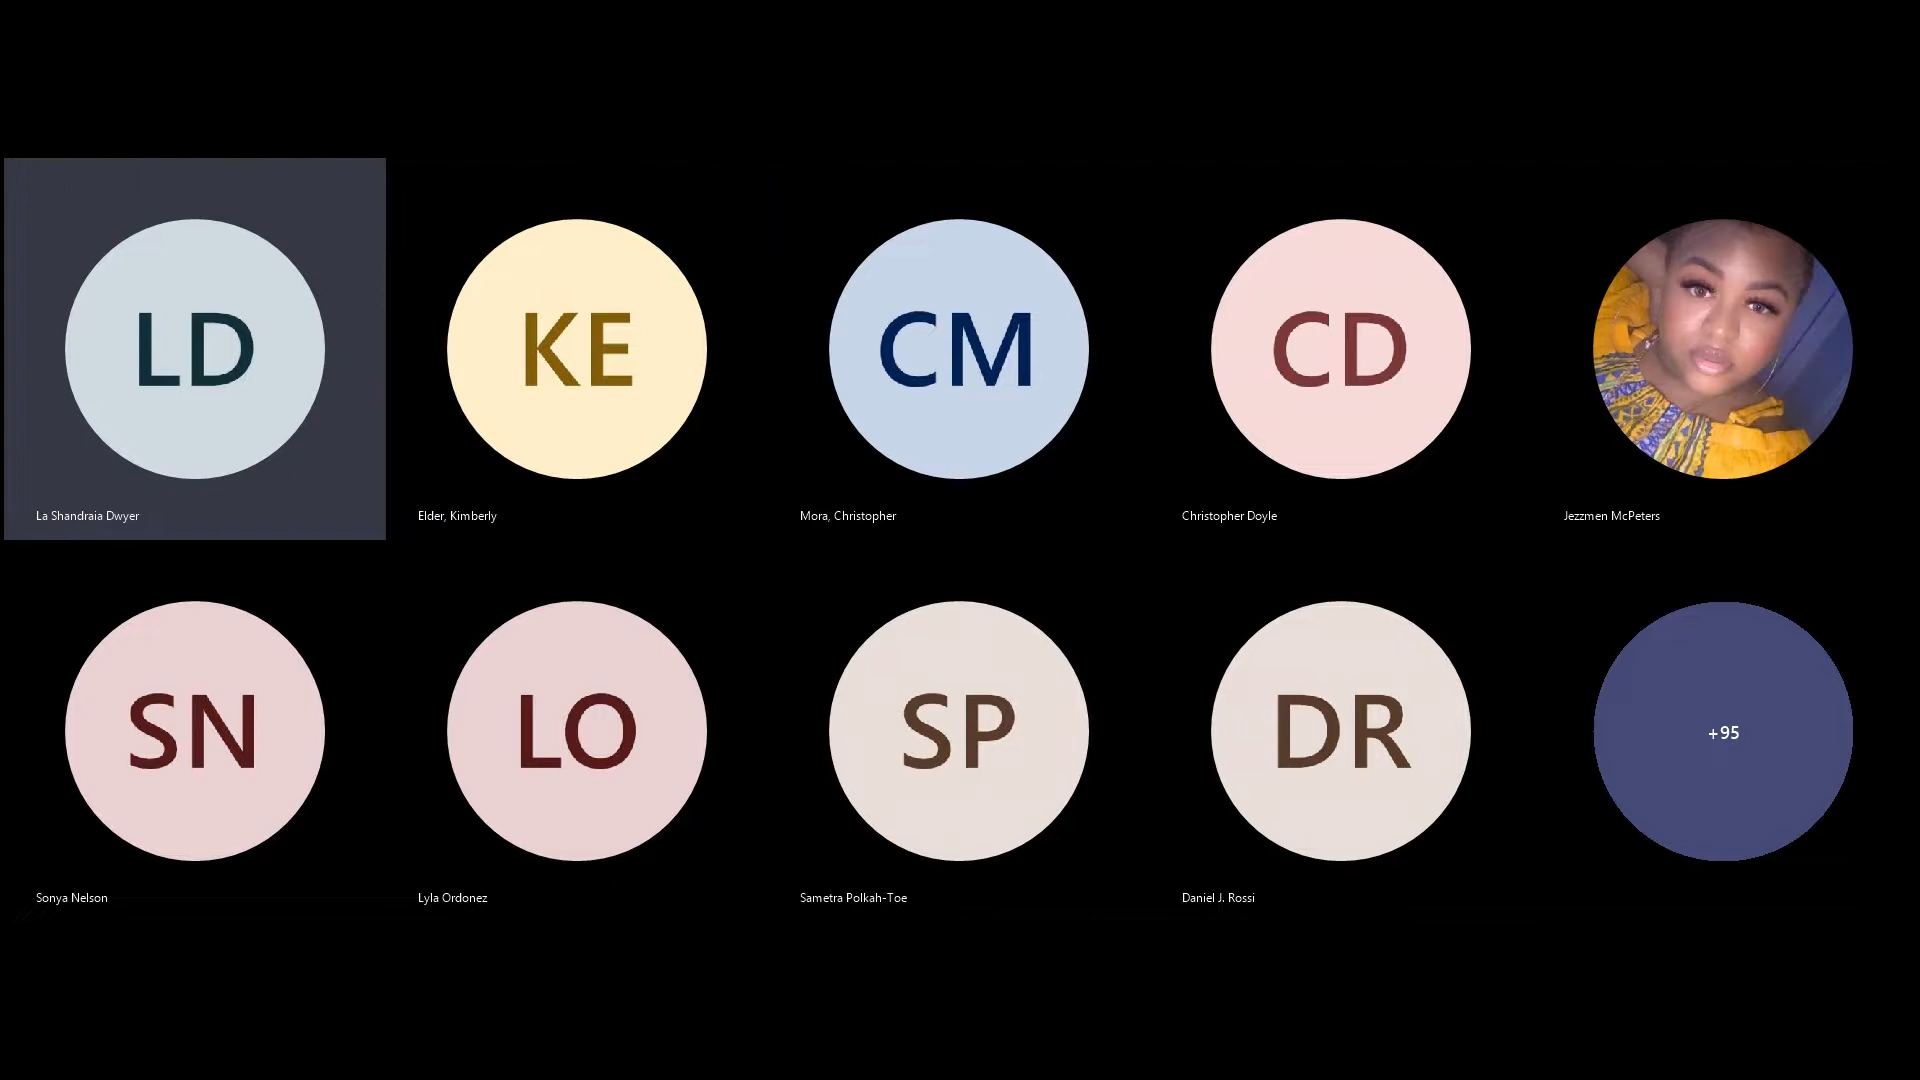 LD
KE
CM
CD
La Shandraia Dwyer
Elder, Kimberly
Mora, Christopher
Christopher Doyle
Jezzmen McPeters
SN
LO
SP
DR
+95
Sonya Nelson
Lyla Ordonez
Sametra Polkah-Toe
Daniel J. Rossi